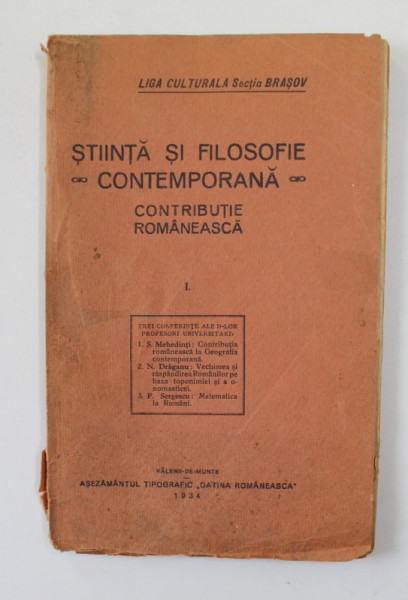 LIGA CULTURALA Secția BRAȘOV
ȘTIINȚĂ ȘI FILOSOFIE
CONTEMPORANĂ
CONTRIBUȚIE
ROMÂNEASCĂ
I.
TREI CONFERINȚE ALE D-LOR
PROFESORI UNIVERSITARI:
1. S. Mehedinți: Contribuția
românească la Geografia
contemporană.
2. N. Drăganu: Vechimea și
răspândirea Românilor pe
baza toponimiei și a o-
nomasticei.
3. P. Sergescu: Matematica
la Români.
VĂLENII-DE-MUNTE
AȘEZĂMÂNTUL TIPOGRAFIC „DATINA ROMÂNEASCĂ"
1934